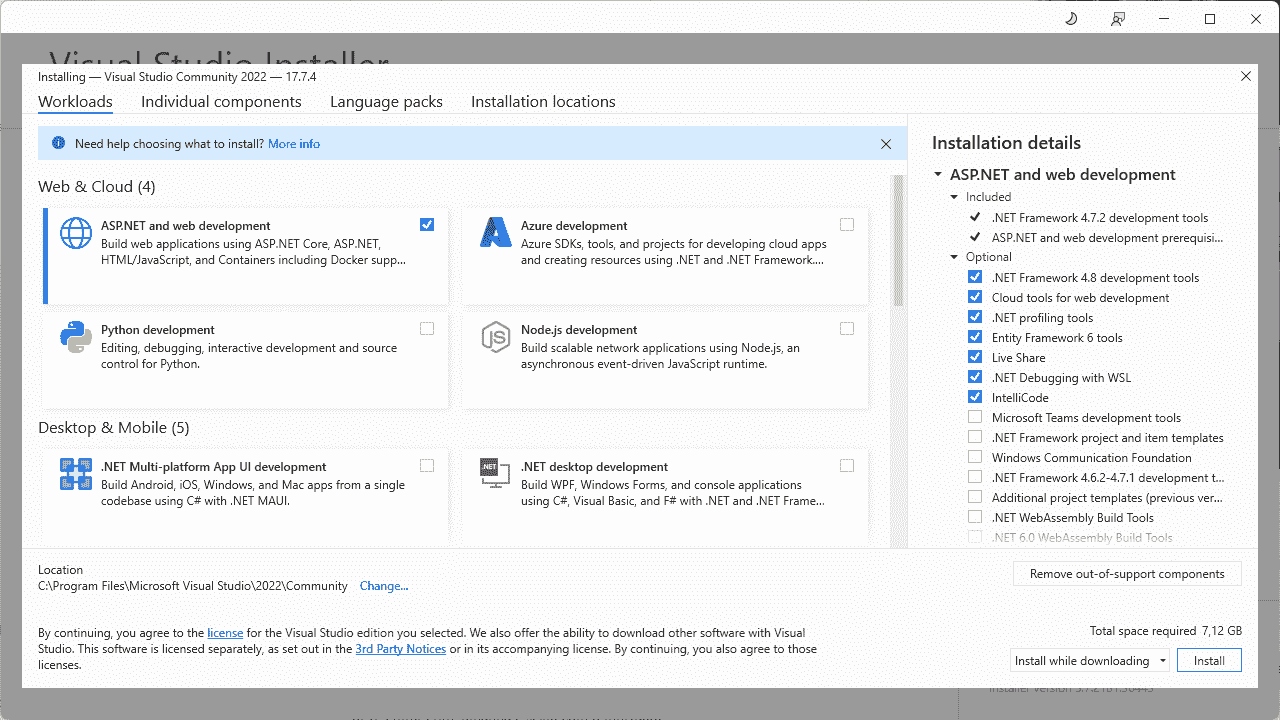 Visual Studio Installer
Installing — Visual Studio Community 2022 — 17.7.4
Workloads
Individual components
Language packs
Installation locations
Need help choosing what to install? More info
Web & Cloud (4)
ASP.NET and web development
Build web applications using ASP.NET Core, ASP.NET,
HTML/JavaScript, and Containers including Docker supp...
Azure development
Azure SDKs, tools, and projects for developing cloud apps
and creating resources using .NET and .NET Framework....
Python development
Editing, debugging, interactive development and source
control for Python.
Node.js development
Build scalable network applications using Node.js, an
asynchronous event-driven JavaScript runtime.
Desktop & Mobile (5)
.NET Multi-platform App UI development
Build Android, iOS, Windows, and Mac apps from a single
codebase using C# with .NET MAUI.
.NET desktop development
Build WPF, Windows Forms, and console applications
using C#, Visual Basic, and F# with .NET and .NET Frame...
Installation details
ASP.NET and web development
Included
.NET Framework 4.7.2 development tools
ASP.NET and web development prerequisi...
Optional
.NET Framework 4.8 development tools
Cloud tools for web development
.NET profiling tools
Entity Framework 6 tools
Live Share
.NET Debugging with WSL
IntelliCode
Microsoft Teams development tools
.NET Framework project and item templates
Windows Communication Foundation
.NET Framework 4.6.2-4.7.1 development t...
Additional project templates (previous ver...
.NET WebAssembly Build Tools
.NET 6.0 WebAssembly Build Tools
Location
C:\Program Files\Microsoft Visual Studio\2022\Community Change...
Remove out-of-support components
By continuing, you agree to the license for the Visual Studio edition you selected. We also offer the ability to download other software with Visual
Studio. This software is licensed separately, as set out in the 3rd Party Notices or in its accompanying license. By continuing, you also agree to those
licenses.
Total space required 7,12 GB
Install while downloading
Install